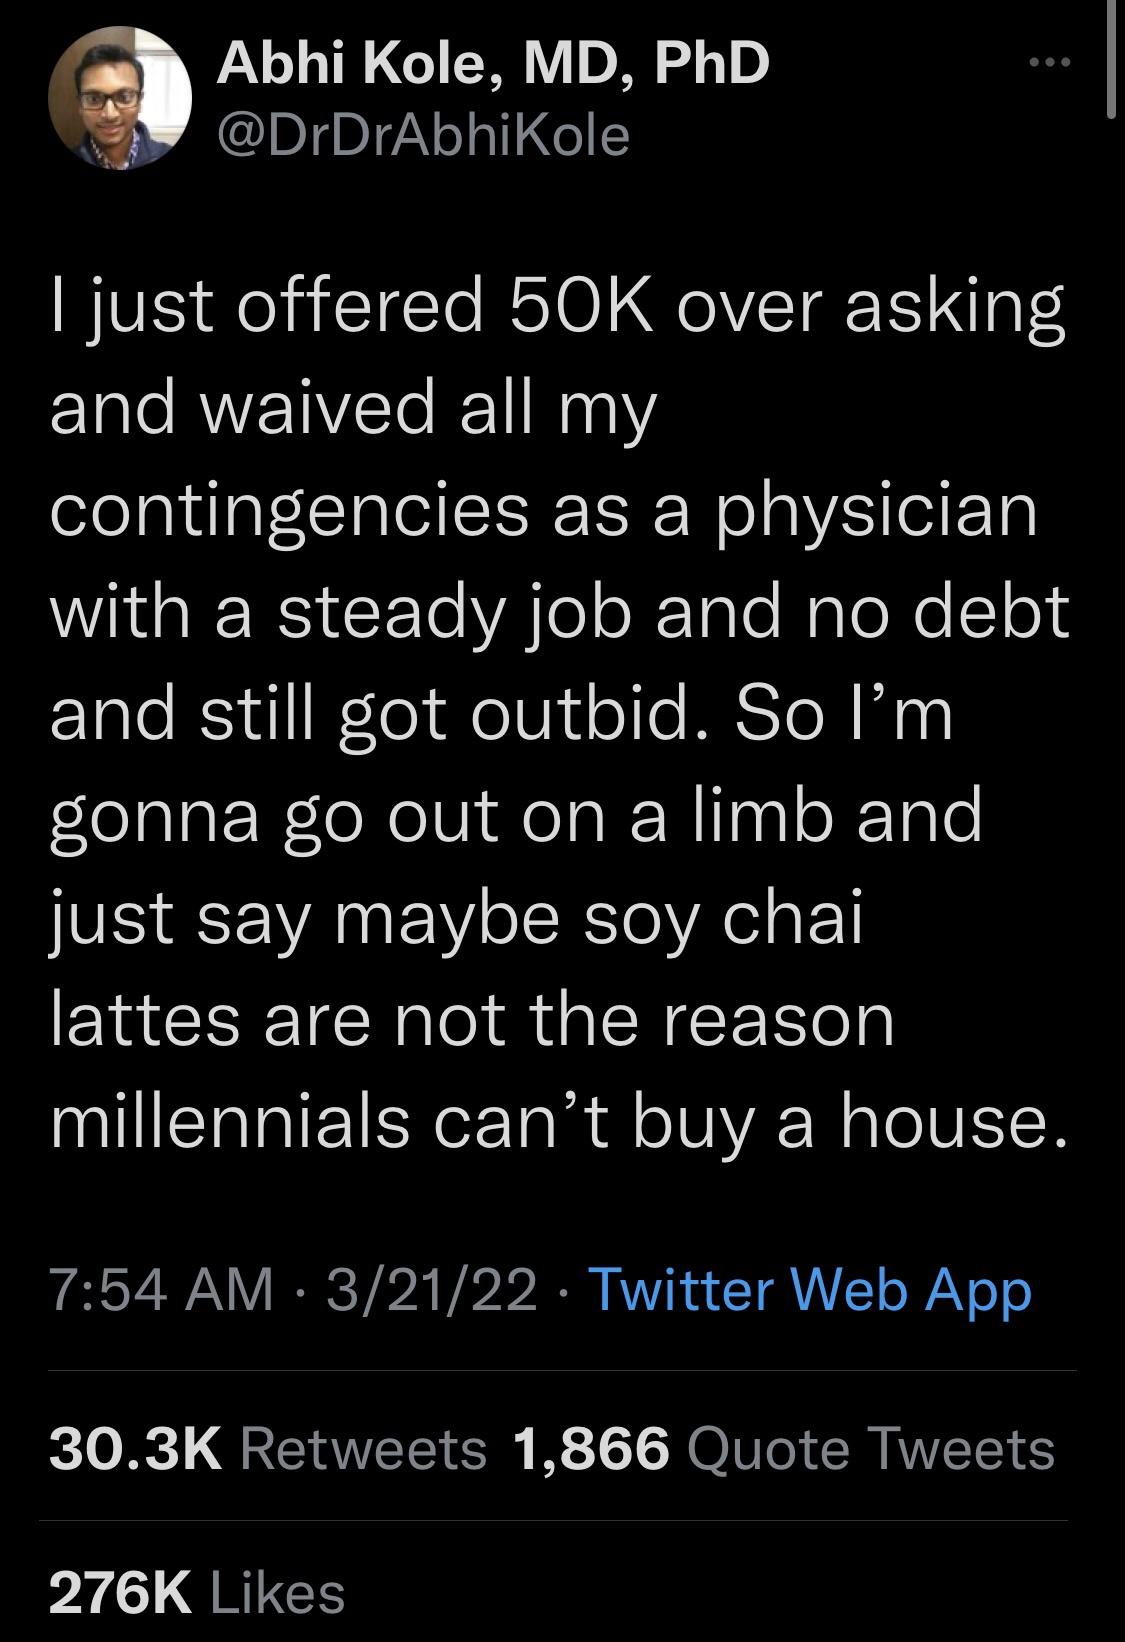 Abhi Kole, MD, PhD
@DrDrAbhiKole
I just offered 50K over asking
and waived all my
contingencies as a physician
with a steady job and no debt
and still got outbid. So I’m
gonna go out on a limb and
just say maybe soy chai
lattes are not the reason
millennials can’t buy a house.
7:54 AM · 3/21/22 · Twitter Web App
30.3K Retweets 1,866 Quote Tweets
276K Likes